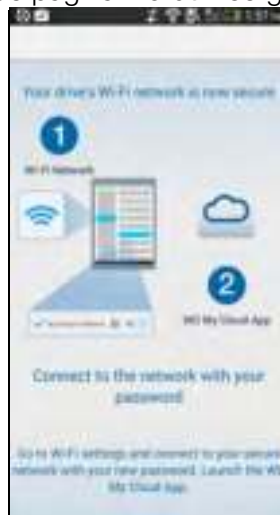 Your drive's Wi-Fi network is now secure
1
Wi-Fi Network
2
WD My Cloud App
Connect to the network with your
password
Go to Wi-Fi settings and connect to your secure
network with your new password. Launch the WD
My Cloud App.